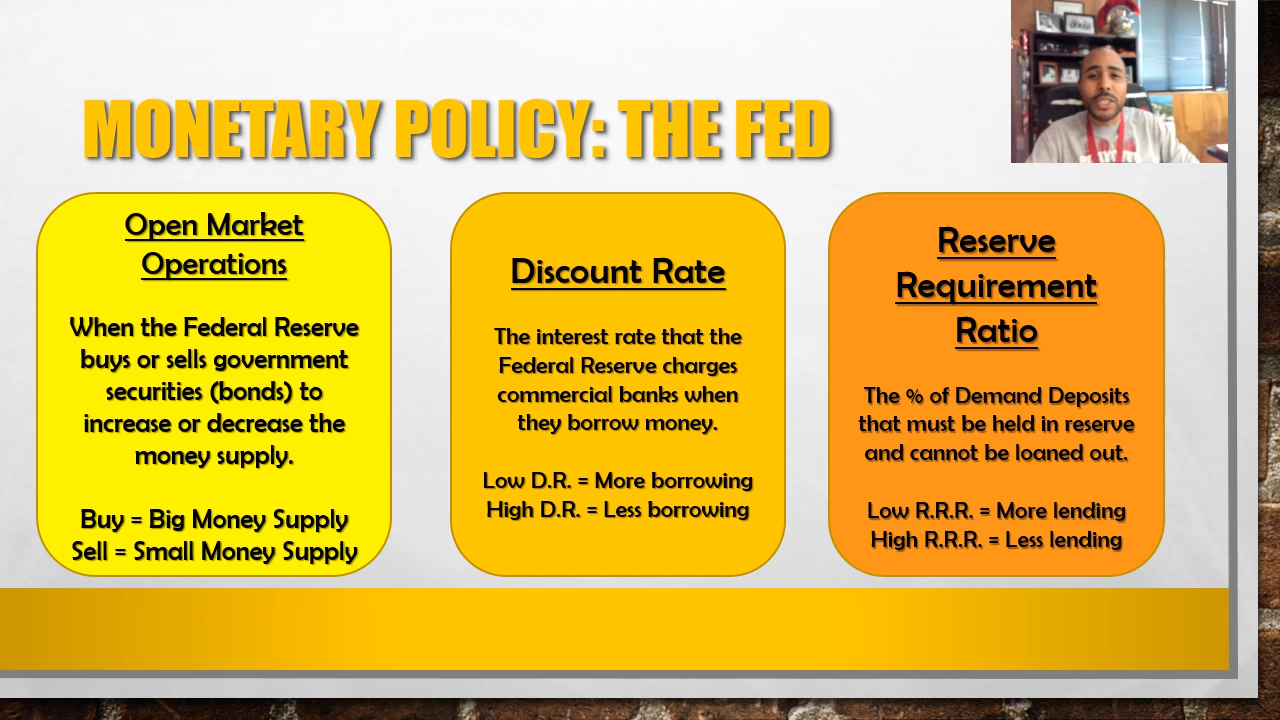 MONETARY POLICY: THE FED
Open Market
Operations
When the Federal Reserve
buys or sells government
securities (bonds) to
increase or decrease the
money supply.
Buy = Big Money Supply
Sell = Small Money Supply
Discount Rate
The interest rate that the
Federal Reserve charges
commercial banks when
they borrow money.
Low D.R. = More borrowing
High D.R. = Less borrowing
Reserve
Requirement
Ratio
The % of Demand Deposits
that must be held in reserve
and cannot be loaned out.
Low R.R.R. = More lending
High R.R.R. = Less lending